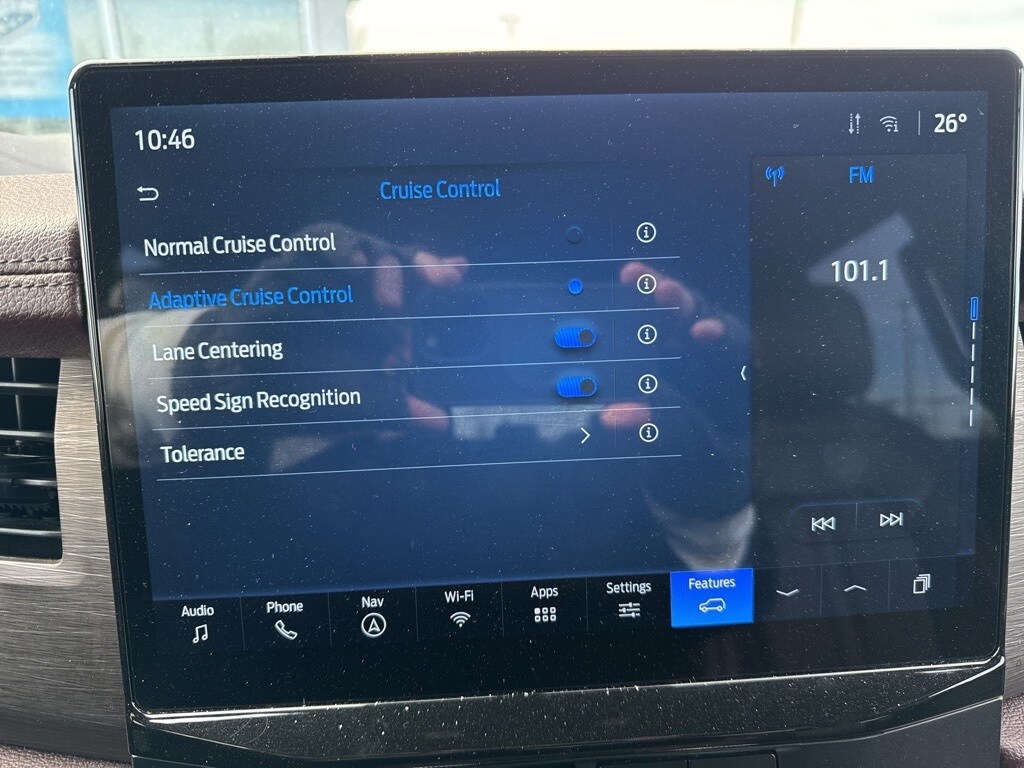 10:46
26°
Cruise Control
FM
Normal Cruise Control
Adaptive Cruise Control
101.1
Lane Centering
Speed Sign Recognition
Tolerance
Audio
Phone
Nav
Wi-Fi
Apps
Settings
Features